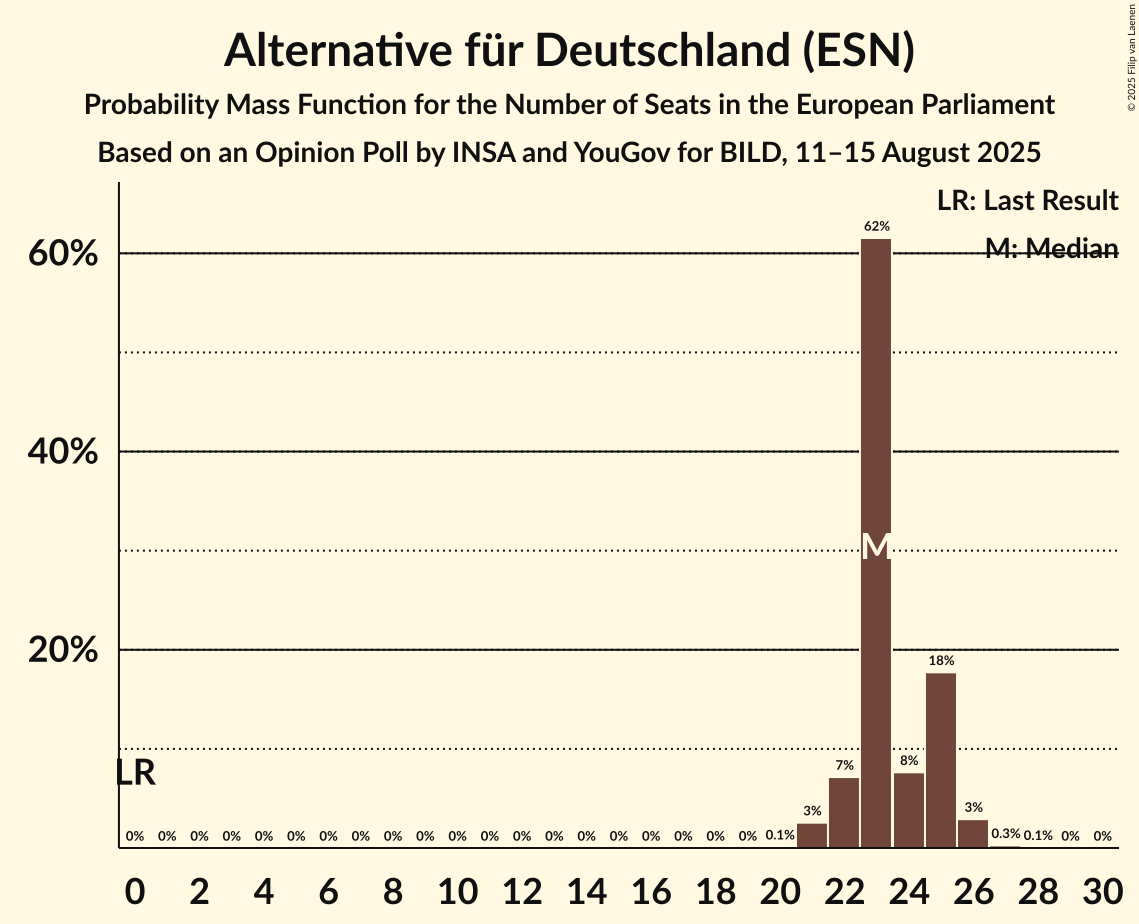 Alternative für Deutschland (ESN)
Probability Mass Function for the Number of Seats in the European Parliament
Based on an Opinion Poll by INSA and YouGov for BILD, 11–15 August 2025
© 2025 Filip van Laenen
LR: Last Result
M: Median
60%
40%
20%
62%
M
18%
LR
0% 0% 0% 0% 0% 0% 0% 0% 0% 0% 0% 0% 0% 0% 0% 0% 0% 0% 0% 0% 0.1% 3% 7% 8% 3% 0.3% 0.1% 0% 0%
0 2 4 6 8 10 12 14 16 18 20 22 24 26 28 30